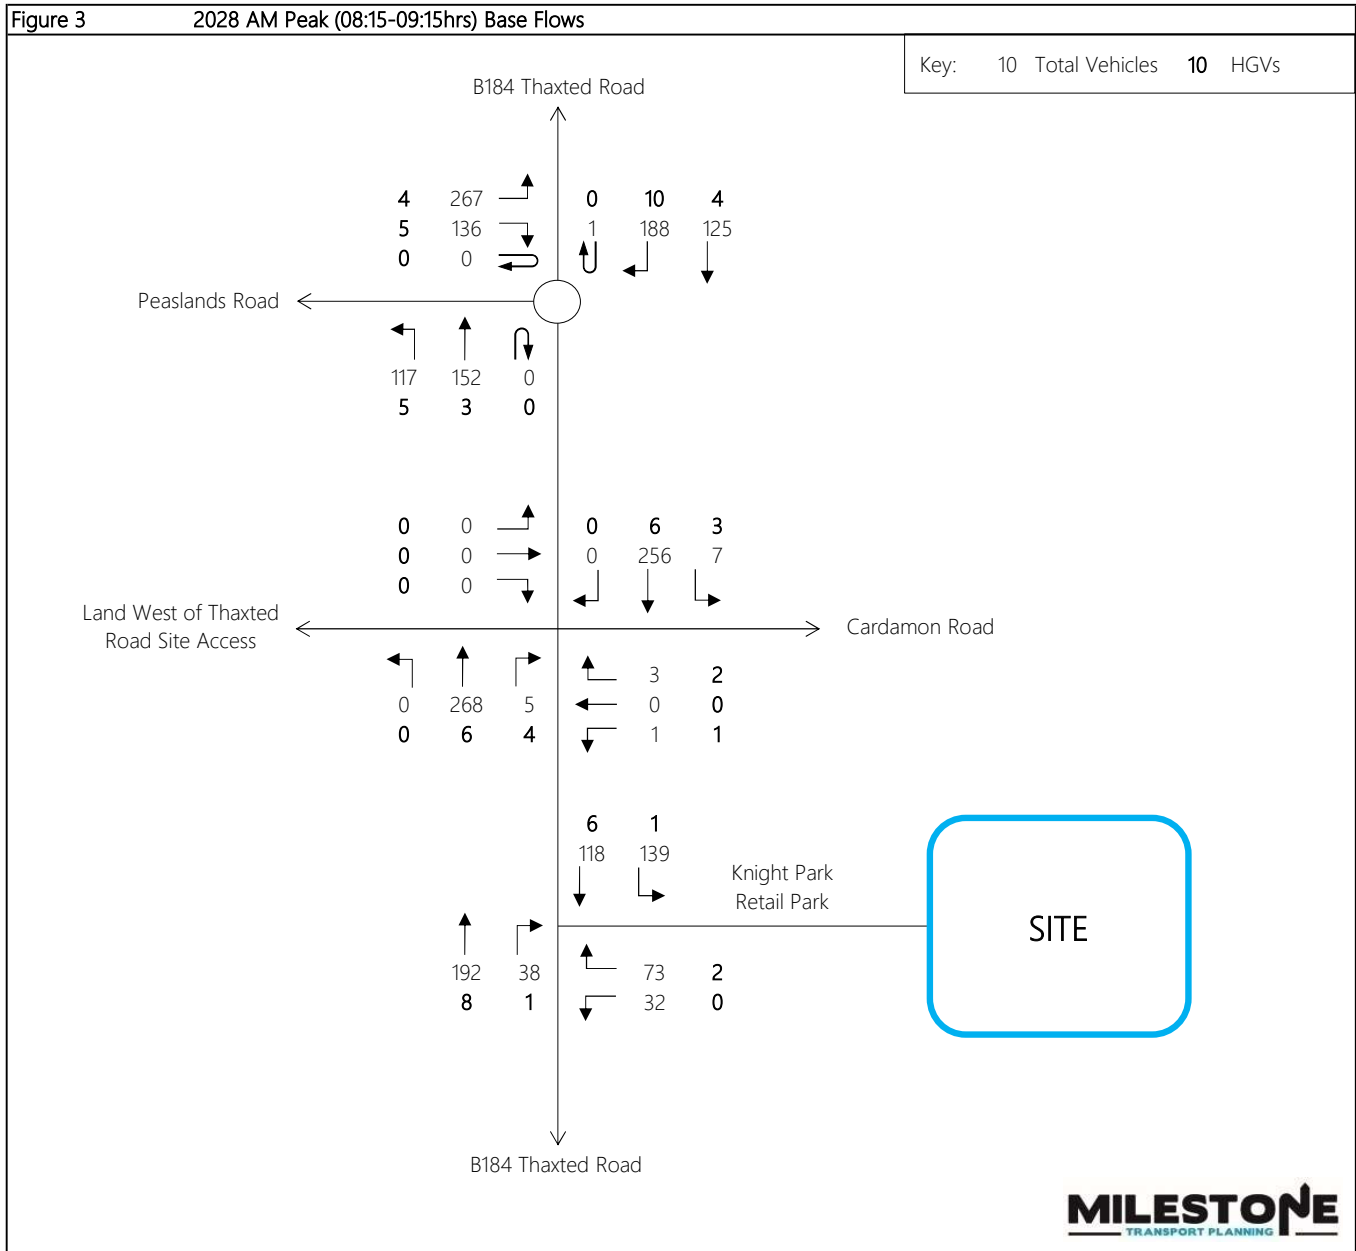 Figure 3 2028 AM Peak (08:15-09:15hrs) Base Flows
Key: 10 Total Vehicles 10 HGVs
B184 Thaxted Road
4 267 0 10 4
5 136 1 188 125
0 0
Peaslands Road
117 152 0
5 3 0
0 0 0 6 3
0 0 0 256 7
0 0
Land West of Thaxted
Road Site Access
Cardamon Road
3 2
0 268 5 0 0
0 6 4 1 1
6 1
118 139
Knight Park
Retail Park
SITE
192 38 73 2
8 1 32 0
B184 Thaxted Road
MILESTONE
TRANSPORT PLANNING